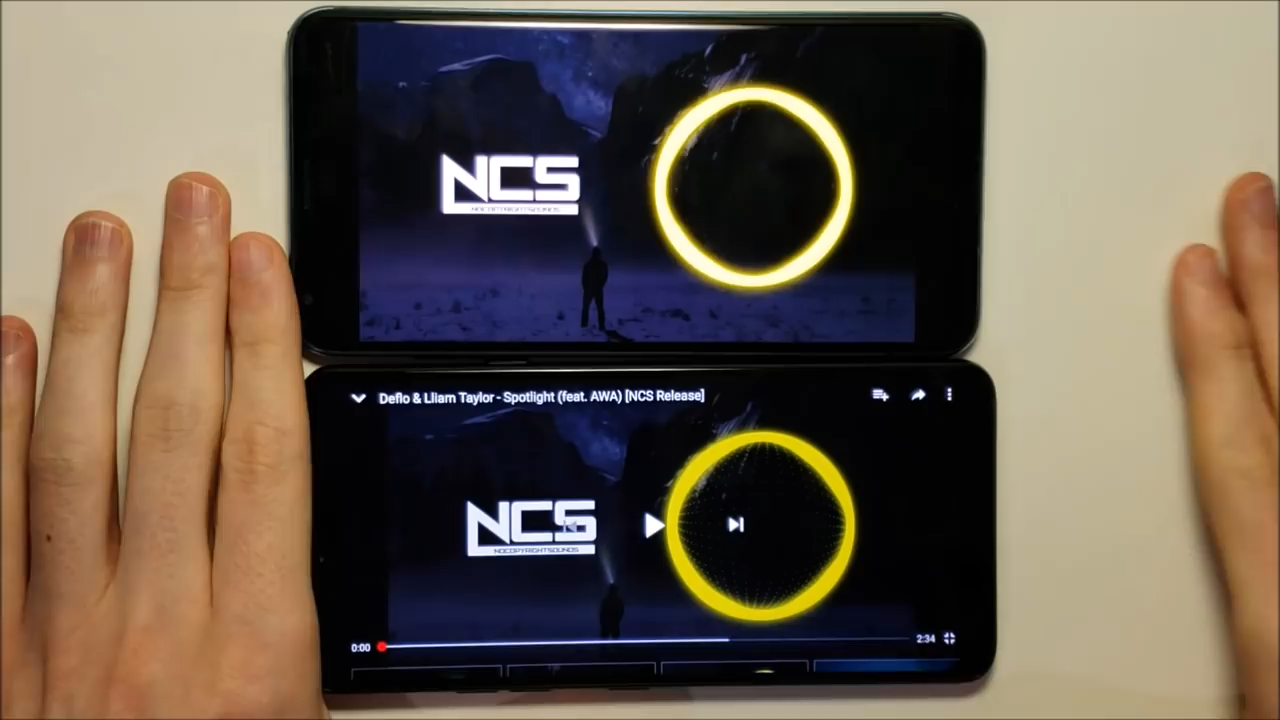 NCS
NOCOPYRIGHTSOUNDS
Deflo & Lliam Taylor - Spotlight (feat. AWA) [NCS Release]
NCS
NOCOPYRIGHTSOUNDS
0:00
2:34